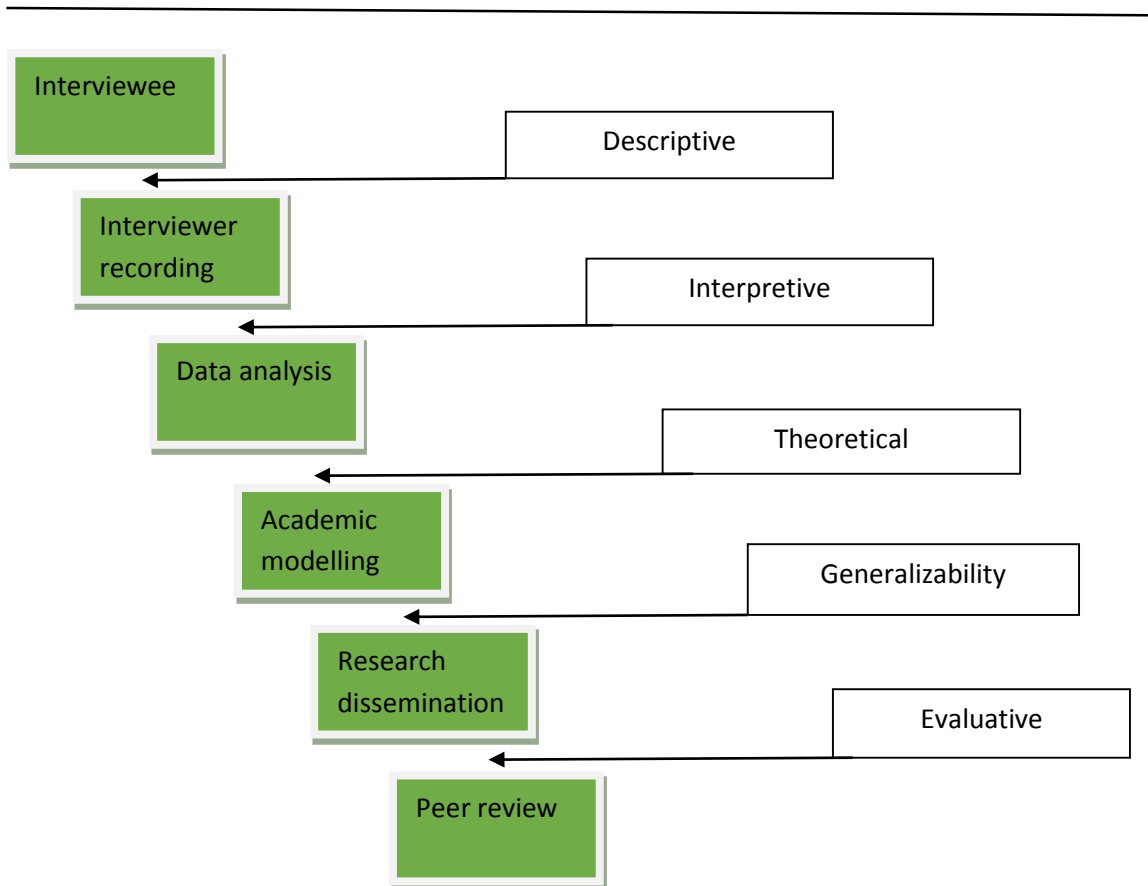 Interviewee
Descriptive
Interviewer
recording
Interpretive
Data analysis
Theoretical
Academic
modelling
Generalizability
Research
dissemination
Evaluative
Peer review